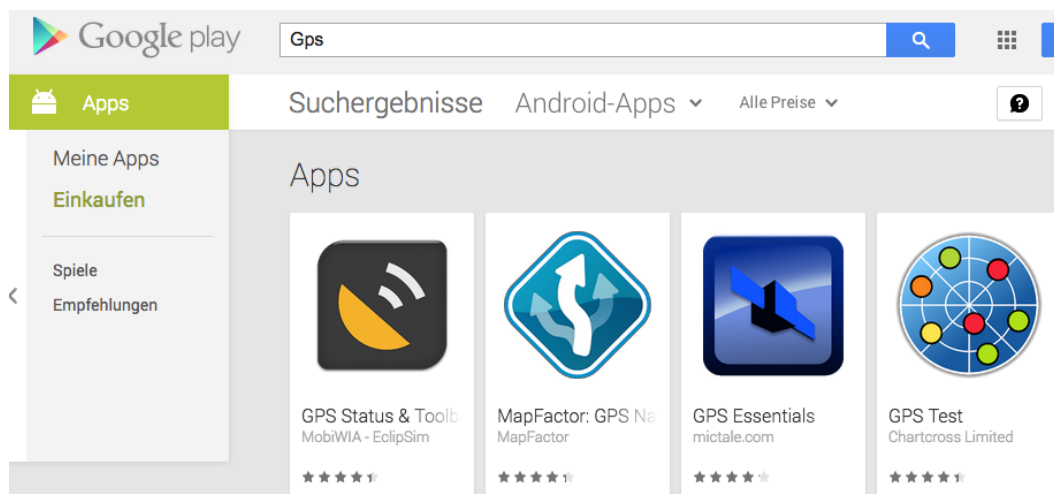 Google play
Gps
Apps
Suchergebnisse Android-Apps Alle Preise
Meine Apps
Einkaufen
Spiele
Empfehlungen
Apps
GPS Status & Toolb
MobiWIA - EclipSim
MapFactor: GPS Na
MapFactor
GPS Essentials
mictale.com
GPS Test
Chartcross Limited